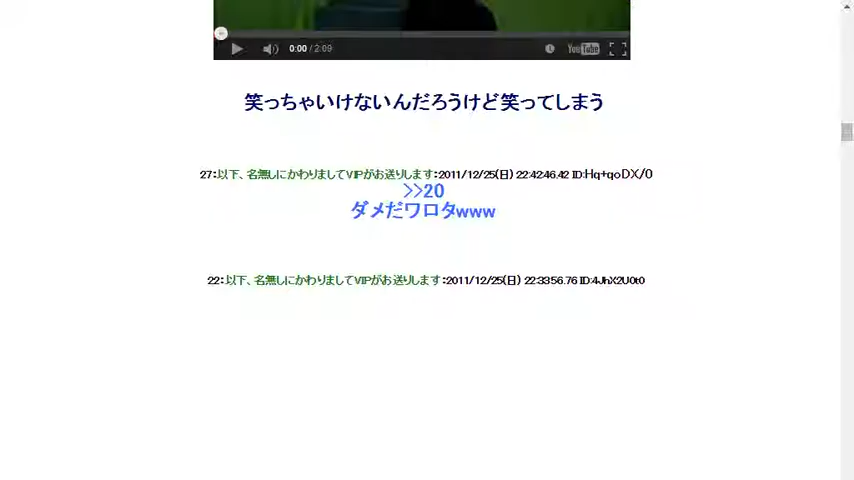 0:00 / 2:09
YouTube
笑っちゃいけないんだろうけど笑ってしまう
27:以下、名無しにかわりましてVIPがお送りします:2011/12/25(日) 22:42:46.42 ID:Hq+qoDX/0
>>20
ダメだワロタwww
22:以下、名無しにかわりましてVIPがお送りします:2011/12/25(日) 22:33:56.76 ID:4JhX2U0t0